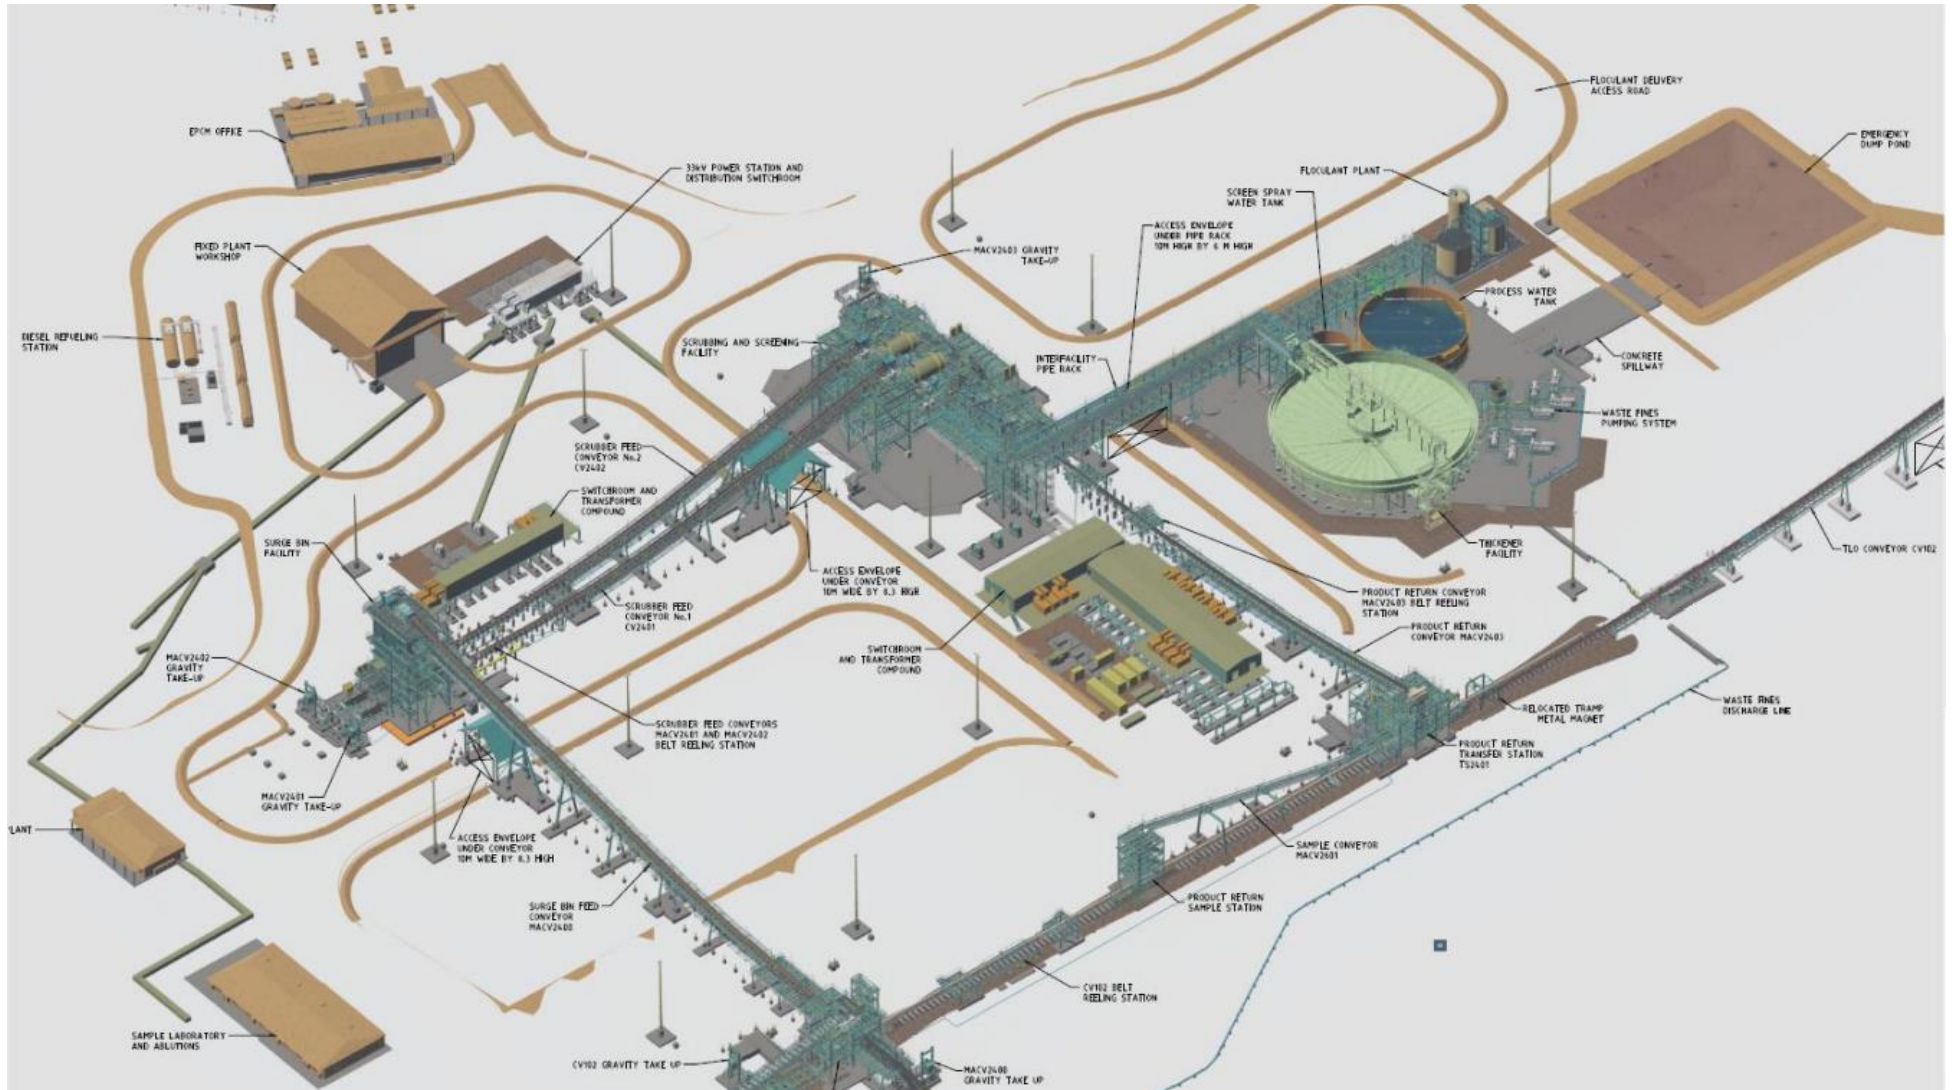 FLOCULANT DELIVERY
ACCESS ROAD
EPCM OFFICE
EMERGENCY
DUMP POND
33kV POWER STATION AND
DISTRIBUTION SWITCHROOM
FLOCULANT PLANT
SCREEN SPRAY
WATER TANK
ACCESS ENVELOPE
UNDER PIPE RACK
10M HIGH BY 6 M HIGH
FIXED PLANT
WORKSHOP
MACV2403 GRAVITY
TAKE-UP
PROCESS WATER
TANK
DIESEL REFUELING
STATION
SCRUBBING AND SCREENING
FACILITY
INTERFACILITY
PIPE RACK
CONCRETE
SPILLWAY
WASTE FINES
PUMPING SYSTEM
SCRUBBER FEED
CONVEYOR No.2
CV2402
SWITCHROOM AND
TRANSFORMER
COMPOUND
SURGE BIN
FACILITY
THICKENER
FACILITY
TLO CONVEYOR CV102
ACCESS ENVELOPE
UNDER CONVEYOR
10M WIDE BY 8.3 HIGH
SCRUBBER FEED
CONVEYOR No.1
CV2401
PRODUCT RETURN CONVEYOR
MACV2403 BELT REELING
STATION
PRODUCT RETURN
CONVEYOR MACV2403
SWITCHROOM
AND TRANSFORMER
COMPOUND
MACV2402
GRAVITY
TAKE-UP
SCRUBBER FEED CONVEYORS
MACV2401 AND MACV2402
BELT REELING STATION
RELOCATED TRAMP
METAL MAGNET
WASTE FINES
DISCHARGE LINE
PRODUCT RETURN
TRANSFER STATION
TS2401
MACV2401
GRAVITY TAKE-UP
LANT
ACCESS ENVELOPE
UNDER CONVEYOR
10M WIDE BY 8.3 HIGH
SAMPLE CONVEYOR
MACV2601
PRODUCT RETURN
SAMPLE STATION
SURGE BIN FEED
CONVEYOR
MACV2400
CV102 BELT
REELING STATION
SAMPLE LABORATORY
AND ABLUTIONS
CV102 GRAVITY TAKE UP
MACV2400
GRAVITY TAKE UP